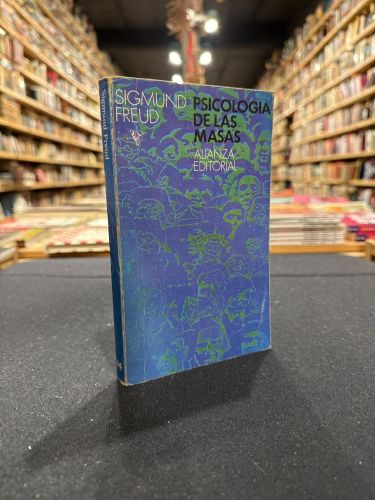 SIGMUND
FREUD
PSICOLOGIA
DE LAS
MASAS
ALIANZA
EDITORIAL
Sigmund Freud